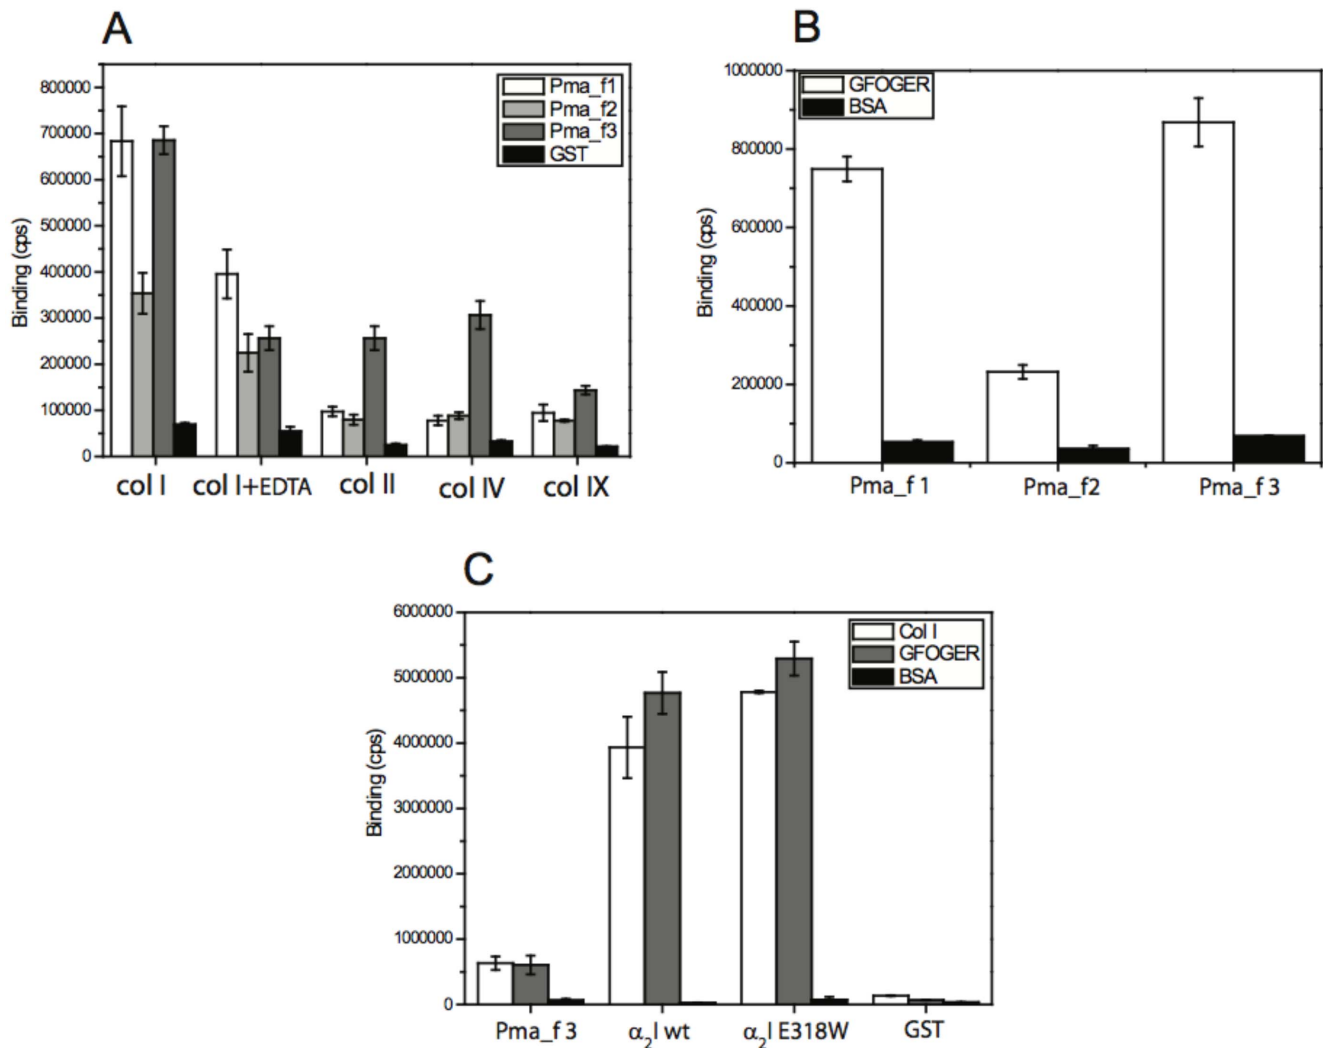 A
Binding (cps)
800000
700000
600000
500000
400000
300000
200000
100000
0
Pma_f1
Pma_f2
Pma_f3
GST
col I
col I+EDTA
col II
col IV
col IX
B
Binding (cps)
1000000
800000
600000
400000
200000
0
GFOGER
BSA
Pma_f 1
Pma_f2
Pma_f 3
C
Binding (cps)
6000000
5000000
4000000
3000000
2000000
1000000
0
Col I
GFOGER
BSA
Pma_f 3
α₂I wt
α₂I E318W
GST